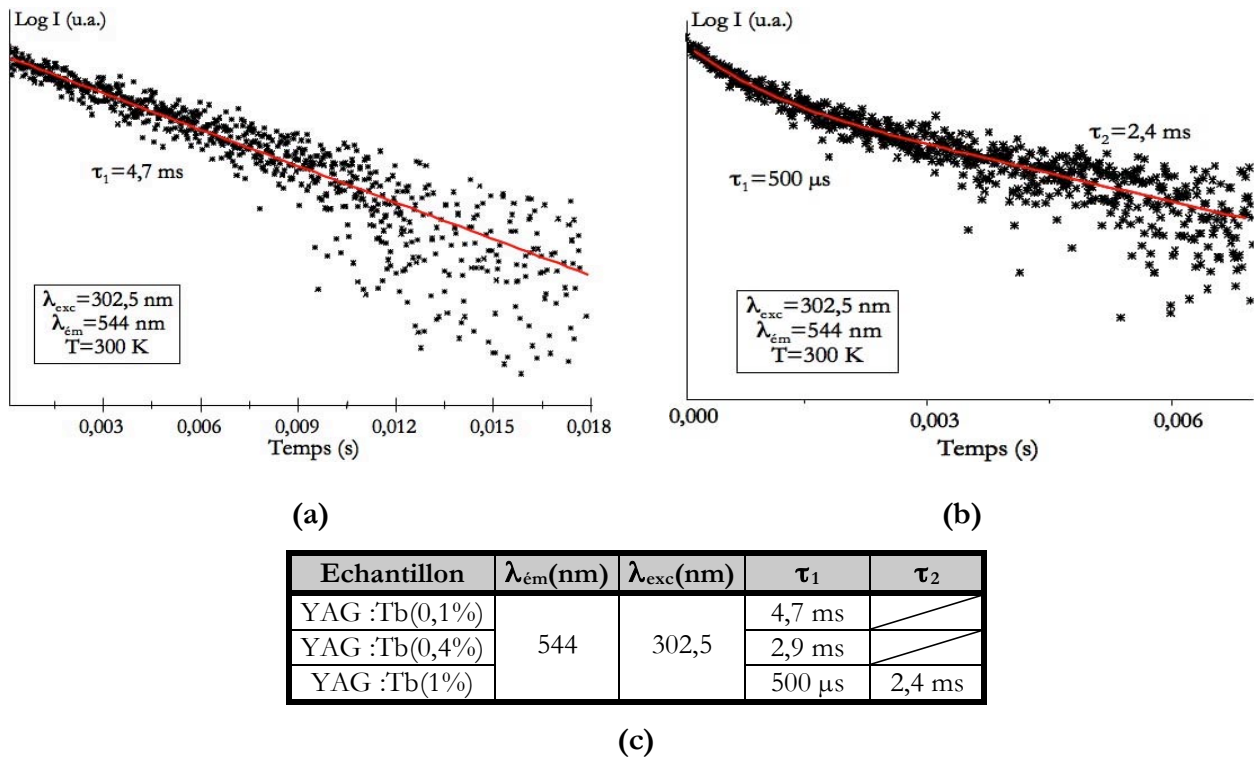 Log I (u.a.)
τ₁=4,7 ms
λexc=302,5 nm
λém=544 nm
T=300 K
0,003 0,006 0,009 0,012 0,015 0,018
Temps (s)
(a)
Log I (u.a.)
τ₂=2,4 ms
τ₁=500 µs
λexc=302,5 nm
λém=544 nm
T=300 K
0,000 0,003 0,006
Temps (s)
(b)
Echantillon λém(nm) λexc(nm) τ₁ τ₂
YAG :Tb(0,1%) 544 302,5 4,7 ms
YAG :Tb(0,4%) 2,9 ms
YAG :Tb(1%) 500 µs 2,4 ms
(c)